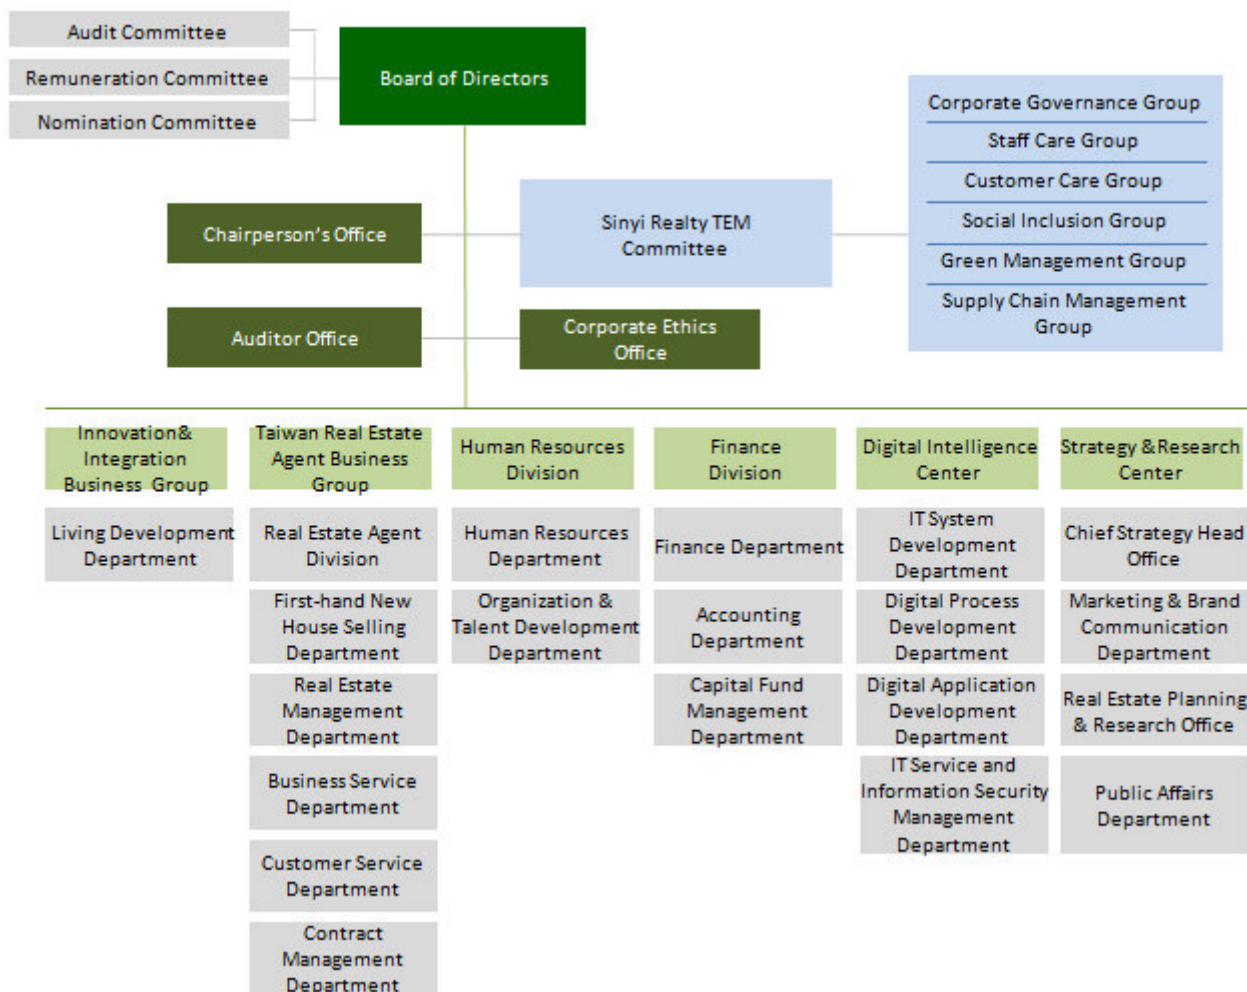 Audit Committee
Remuneration Committee
Nomination Committee
Board of Directors
Corporate Governance Group
Staff Care Group
Customer Care Group
Social Inclusion Group
Green Management Group
Supply Chain Management
Group
Chairperson's Office
Sinyi Realty TEM
Committee
Auditor Office
Corporate Ethics
Office
Innovation&
Integration
Business Group
Living Development
Department
Taiwan Real Estate
Agent Business
Group
Real Estate Agent
Division
First-hand New
House Selling
Department
Real Estate
Management
Department
Business Service
Department
Customer Service
Department
Contract
Management
Department
Human Resources
Division
Human Resources
Department
Organization &
Talent Development
Department
Finance
Division
Finance Department
Accounting
Department
Capital Fund
Management
Department
Digital Intelligence
Center
IT System
Development
Department
Digital Process
Development
Department
Digital Application
Development
Department
IT Service and
Information Security
Management
Department
Strategy &Research
Center
Chief Strategy Head
Office
Marketing & Brand
Communication
Department
Real Estate Planning
& Research Office
Public Affairs
Department